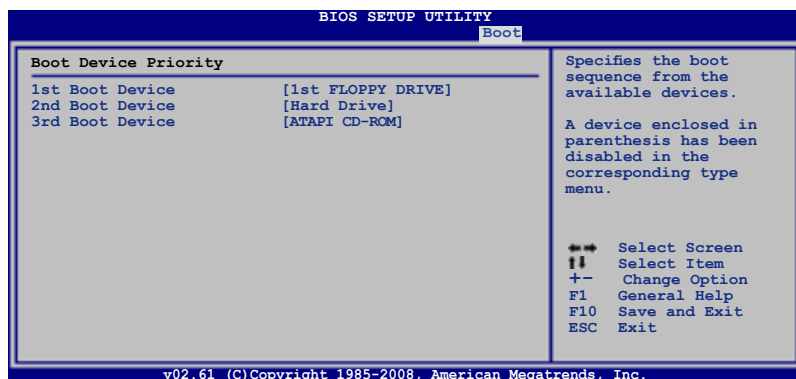 BIOS SETUP UTILITY
Boot
Boot Device Priority
1st Boot Device [1st FLOPPY DRIVE]
2nd Boot Device [Hard Drive]
3rd Boot Device [ATAPI CD-ROM]
Specifies the boot
sequence from the
available devices.
A device enclosed in
parenthesis has been
disabled in the
corresponding type
menu.
←→ Select Screen
↑↓ Select Item
+- Change Option
F1 General Help
F10 Save and Exit
ESC Exit
v02.61 (C)Copyright 1985-2008, American Megatrends, Inc.